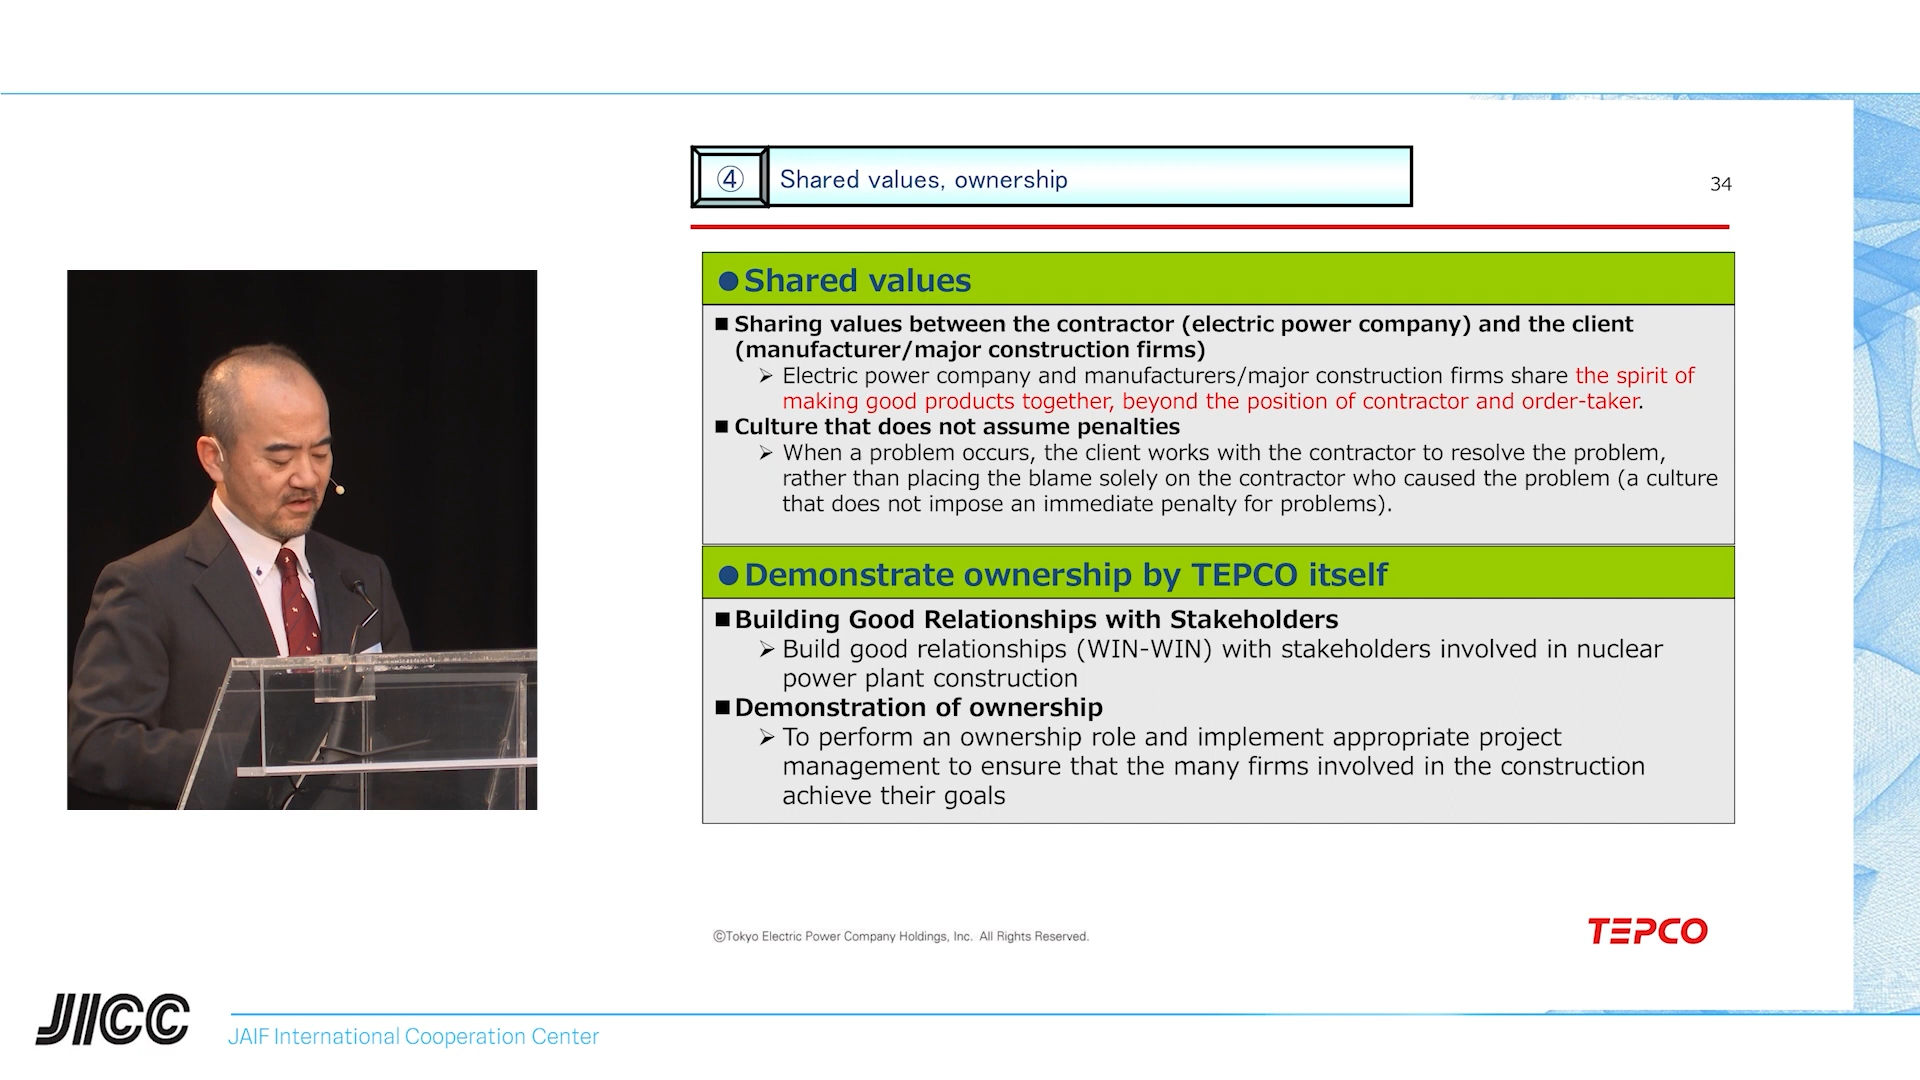 ④ Shared values, ownership
34
●Shared values
■ Sharing values between the contractor (electric power company) and the client
(manufacturer/major construction firms)
➢ Electric power company and manufacturers/major construction firms share the spirit of
making good products together, beyond the position of contractor and order-taker.
■ Culture that does not assume penalties
➢ When a problem occurs, the client works with the contractor to resolve the problem,
rather than placing the blame solely on the contractor who caused the problem (a culture
that does not impose an immediate penalty for problems).
●Demonstrate ownership by TEPCO itself
■Building Good Relationships with Stakeholders
➢ Build good relationships (WIN-WIN) with stakeholders involved in nuclear
power plant construction
■Demonstration of ownership
➢ To perform an ownership role and implement appropriate project
management to ensure that the many firms involved in the construction
achieve their goals
©Tokyo Electric Power Company Holdings, Inc. All Rights Reserved.
TEPCO
JICC
JAIF International Cooperation Center